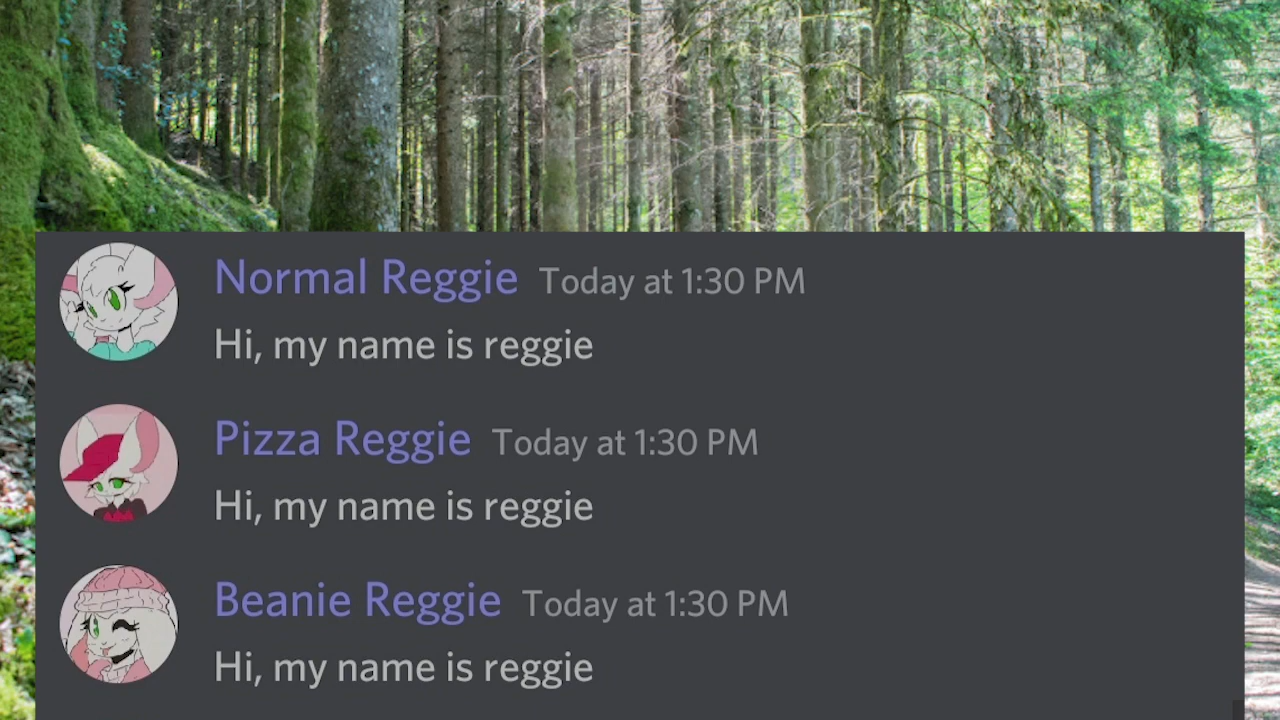 Normal Reggie Today at 1:30 PM
Hi, my name is reggie
Pizza Reggie Today at 1:30 PM
Hi, my name is reggie
Beanie Reggie Today at 1:30 PM
Hi, my name is reggie